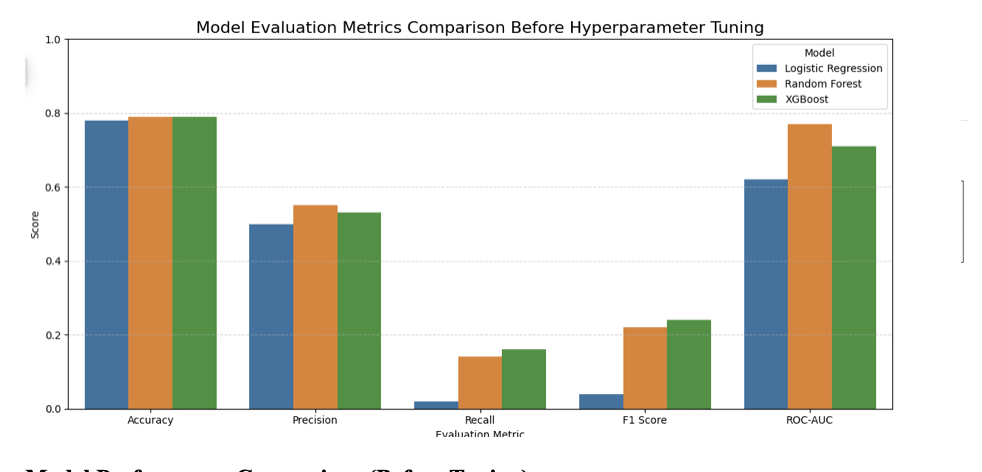 Model Evaluation Metrics Comparison Before Hyperparameter Tuning
1.0
Model
Logistic Regression
Random Forest
XGBoost
0.8
0.6
Score
0.4
0.2
0.0
Accuracy Precision Recall F1 Score ROC-AUC
Evaluation Metric